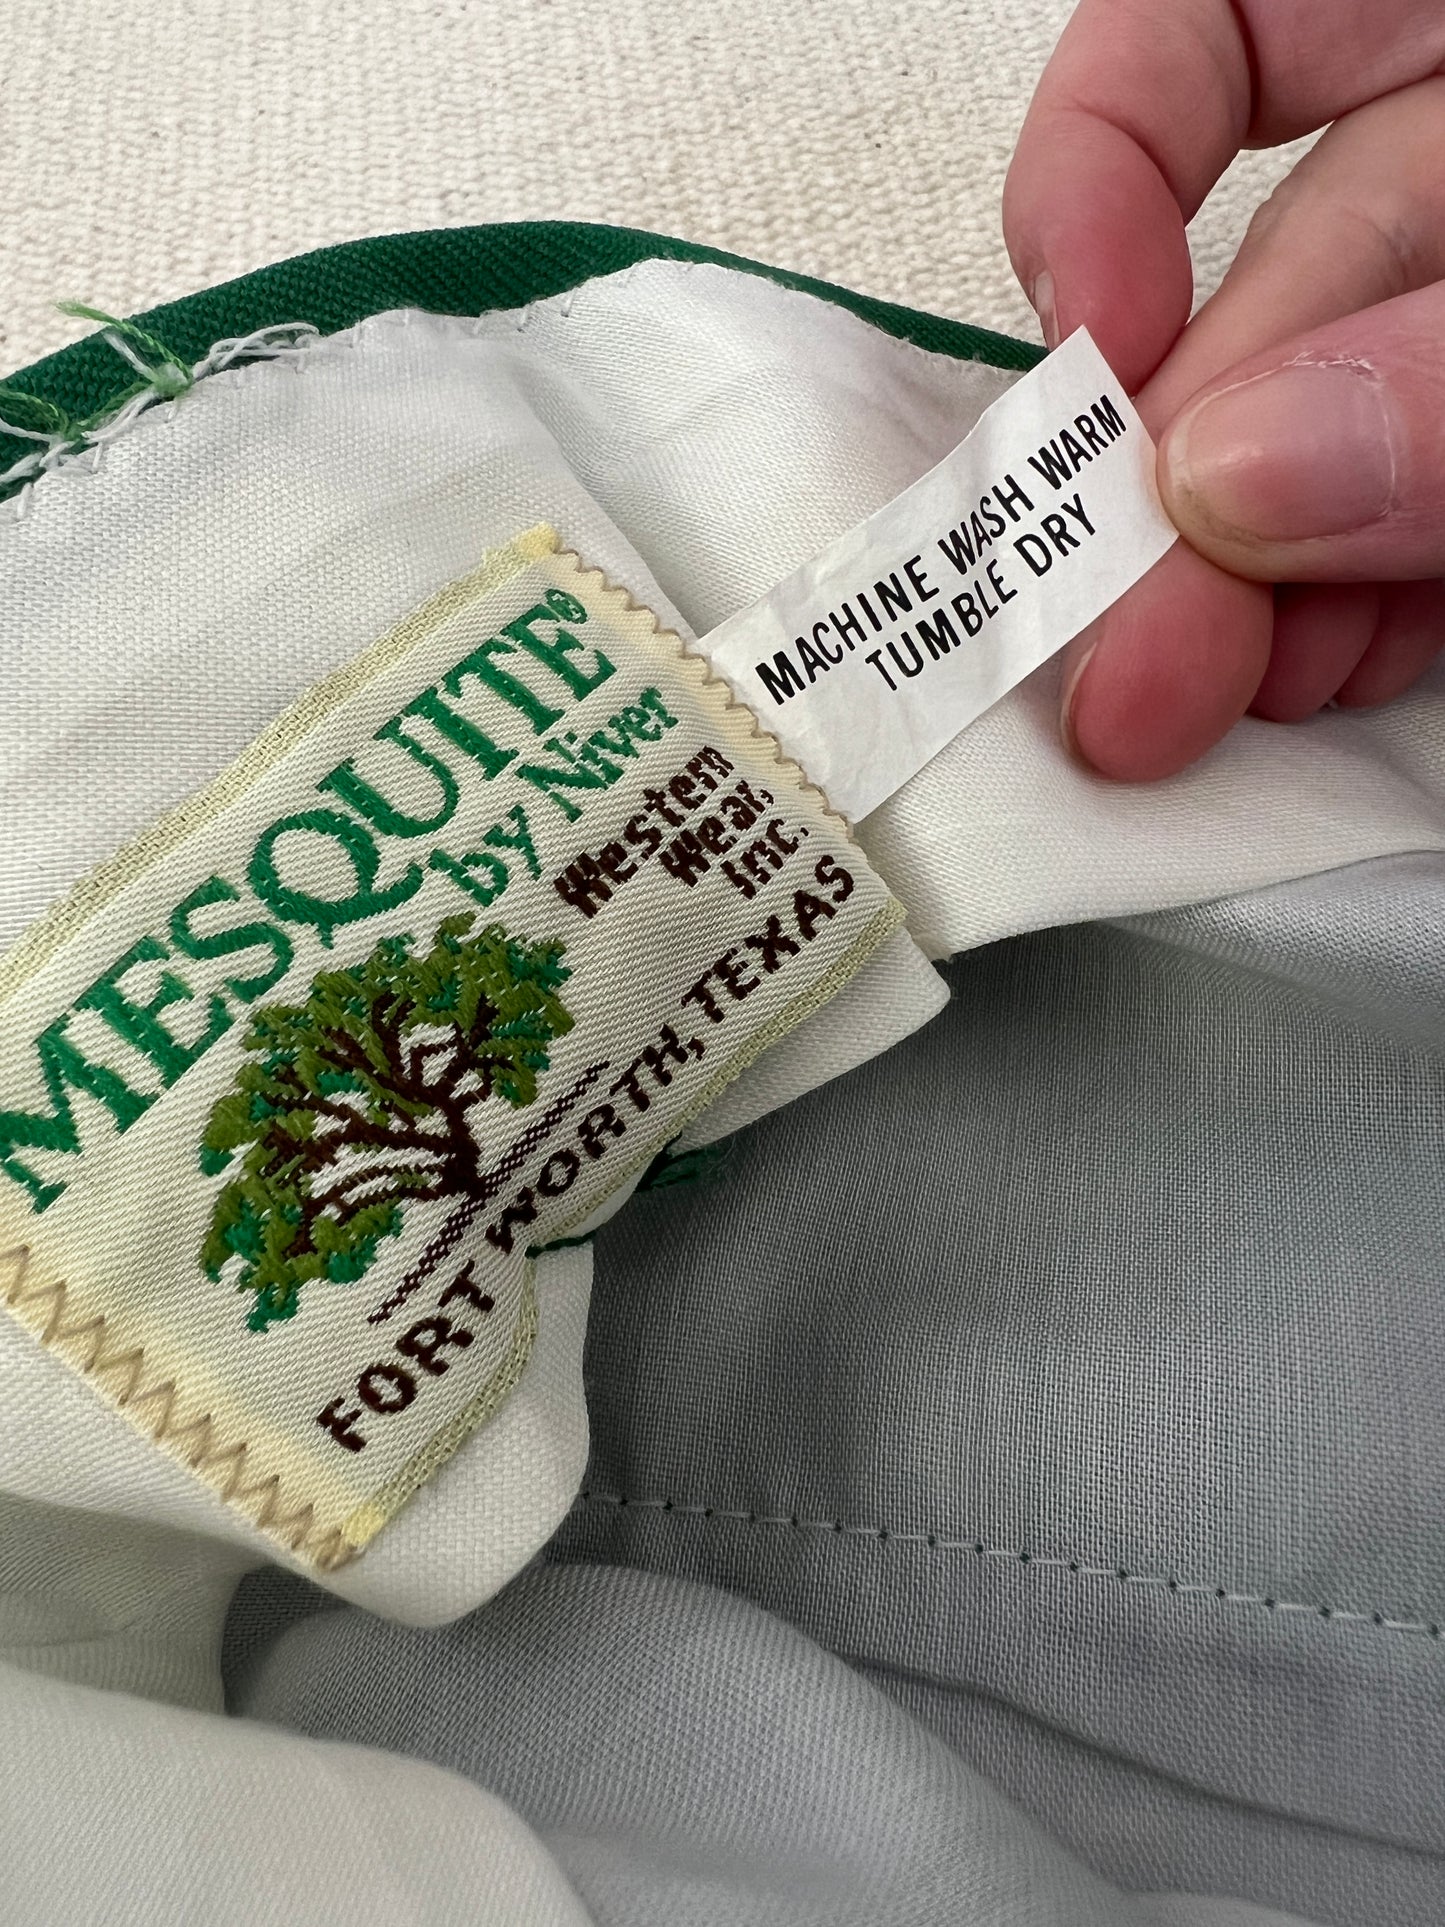 MESQUITE®
by Niver
Western
Wear,
Inc.
FORT WORTH, TEXAS
MACHINE WASH WARM
TUMBLE DRY